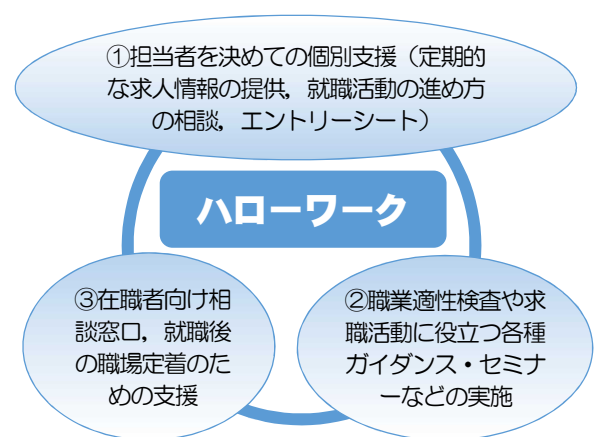 ①担当者を決めての個別支援（定期的
な求人情報の提供，就職活動の進め方
の相談，エントリーシート）
ハローワーク
③在職者向け相
談窓口，就職後
の職場定着のた
めの支援
②職業適性検査や求
職活動に役立つ各種
ガイダンス・セミナ
ーなどの実施